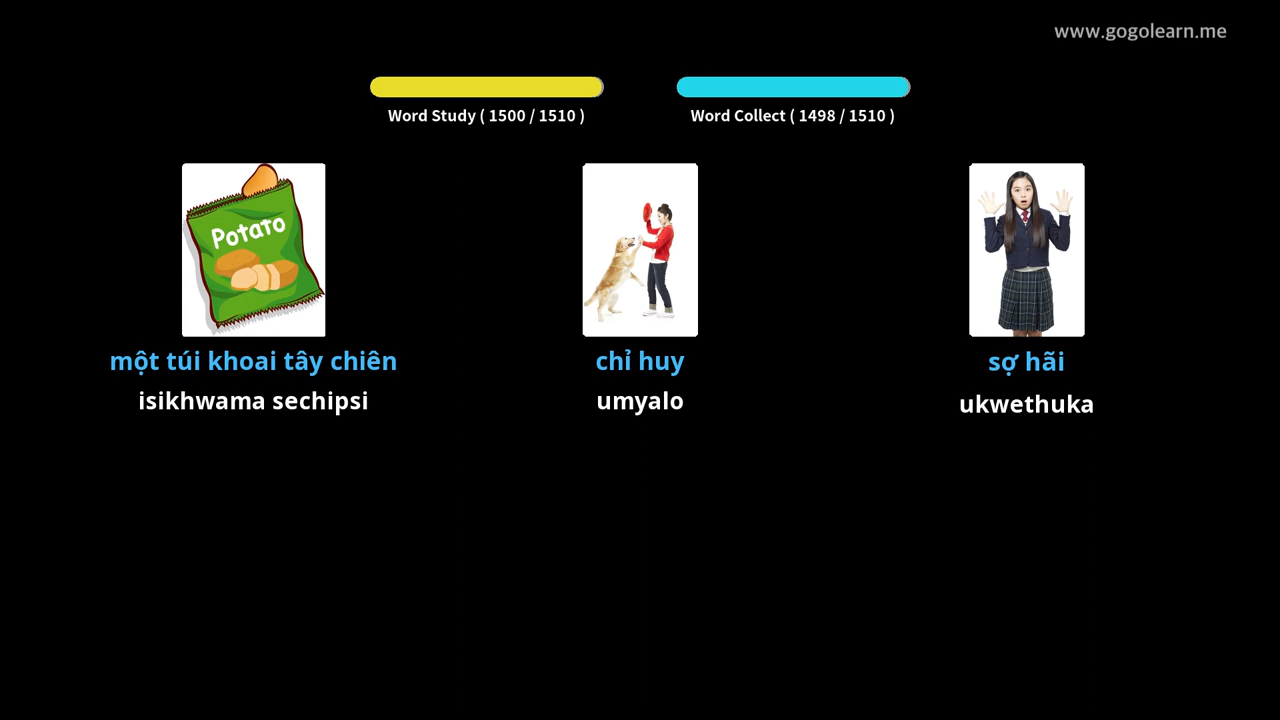 www.gogolearn.me
Word Study ( 1500 / 1510 )
Word Collect ( 1498 / 1510 )
Potato
một túi khoai tây chiên
isikhwama sechipsi
chỉ huy
umyalo
sợ hãi
ukwethuka